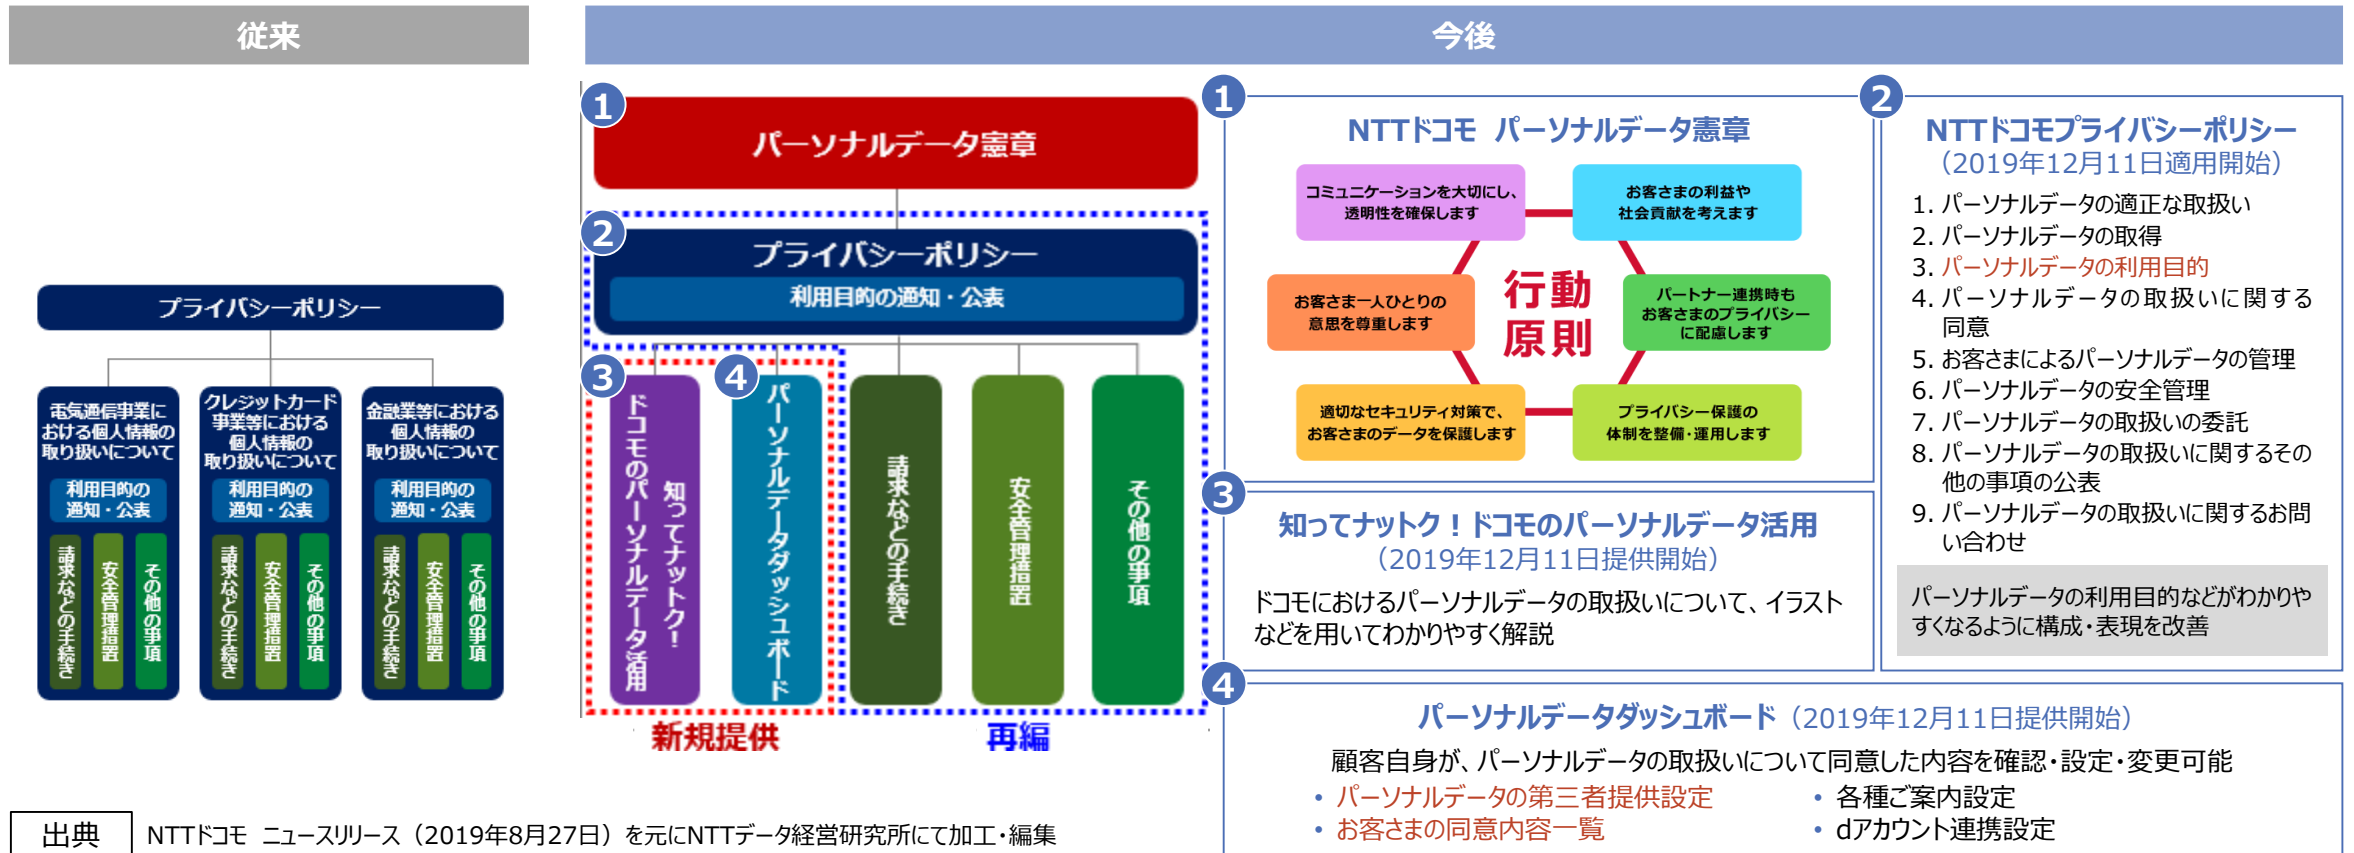 従来
プライバシーポリシー
電気通信事業に
おける個人情報の
取り扱いについて
利用目的の
通知・公表
請求などの手続き
安全管理措置
その他の事項
クレジットカード
事業等における
個人情報の
取り扱いについて
利用目的の
通知・公表
請求などの手続き
安全管理措置
その他の事項
金融業等における
個人情報の
取り扱いについて
利用目的の
通知・公表
請求などの手続き
安全管理措置
その他の事項
今後
1
パーソナルデータ憲章
2
プライバシーポリシー
利用目的の通知・公表
3
知ってナットク！
ドコモのパーソナルデータ活用
4
パーソナルデータダッシュボード
請求などの手続き
安全管理措置
その他の事項
新規提供
再編
1
NTTドコモ パーソナルデータ憲章
コミュニケーションを大切にし、
透明性を確保します
お客さまの利益や
社会貢献を考えます
お客さま一人ひとりの
意思を尊重します
行動
原則
パートナー連携時も
お客さまのプライバシー
に配慮します
適切なセキュリティ対策で、
お客さまのデータを保護します
プライバシー保護の
体制を整備・運用します
2
NTTドコモプライバシーポリシー
（2019年12月11日適用開始）
1. パーソナルデータの適正な取扱い
2. パーソナルデータの取得
3. パーソナルデータの利用目的
4. パーソナルデータの取扱いに関する
同意
5. お客さまによるパーソナルデータの管理
6. パーソナルデータの安全管理
7. パーソナルデータの取扱いの委託
8. パーソナルデータの取扱いに関するその
他の事項の公表
9. パーソナルデータの取扱いに関するお問
い合わせ
パーソナルデータの利用目的などがわかりや
すくなるように構成・表現を改善
3
知ってナットク！ドコモのパーソナルデータ活用
（2019年12月11日提供開始）
ドコモにおけるパーソナルデータの取扱いについて、イラスト
などを用いてわかりやすく解説
4
パーソナルデータダッシュボード（2019年12月11日提供開始）
顧客自身が、パーソナルデータの取扱いについて同意した内容を確認・設定・変更可能
• パーソナルデータの第三者提供設定
• お客さまの同意内容一覧
• 各種ご案内設定
• dアカウント連携設定
出典
NTTドコモ ニュースリリース（2019年8月27日）を元にNTTデータ経営研究所にて加工・編集